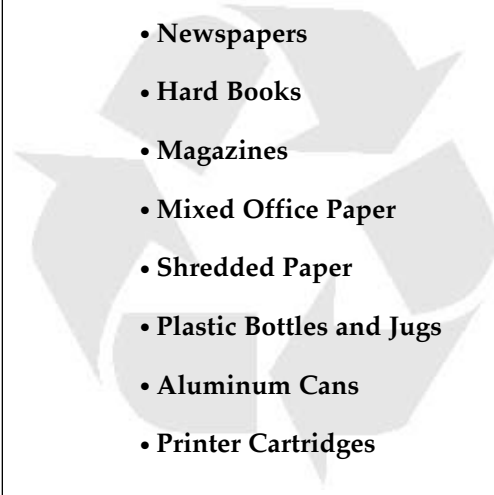 • Newspapers
• Hard Books
• Magazines
• Mixed Office Paper
• Shredded Paper
• Plastic Bottles and Jugs
• Aluminum Cans
• Printer Cartridges